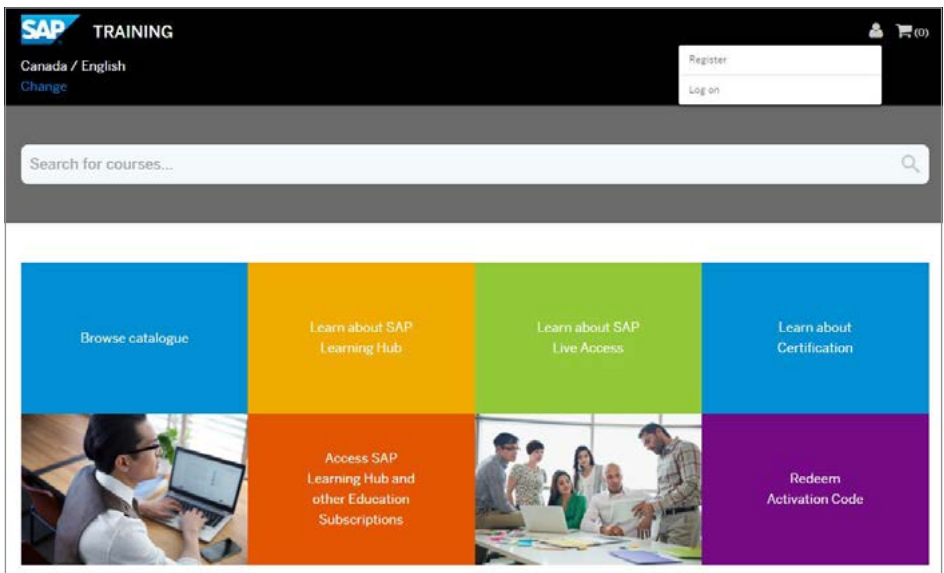 SAP TRAINING
(0)
Canada / English
Change
Register
Log on
Search for courses...
Browse catalogue
Learn about SAP
Learning Hub
Learn about SAP
Live Access
Learn about
Certification
Access SAP
Learning Hub and
other Education
Subscriptions
Redeem
Activation Code